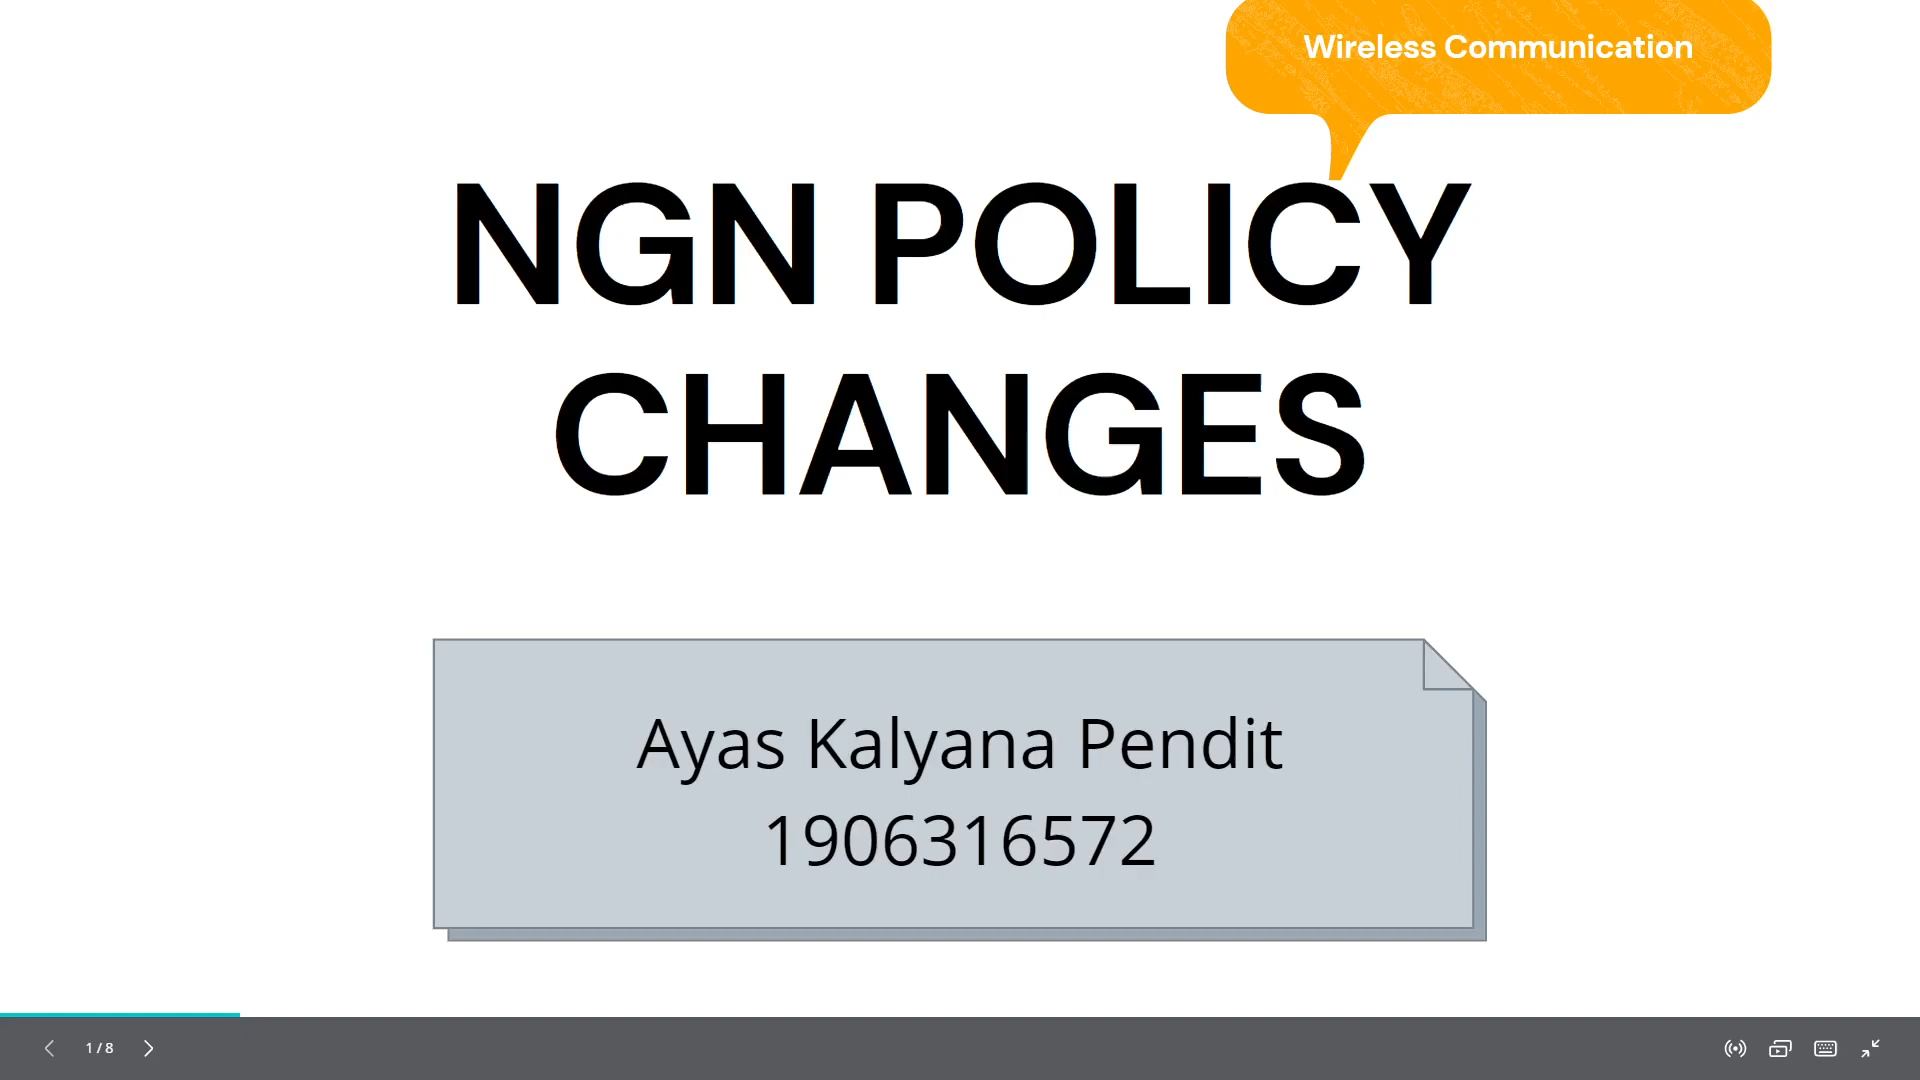 Wireless Communication
NGN POLICY
CHANGES
Ayas Kalyana Pendit
1906316572
1 / 8